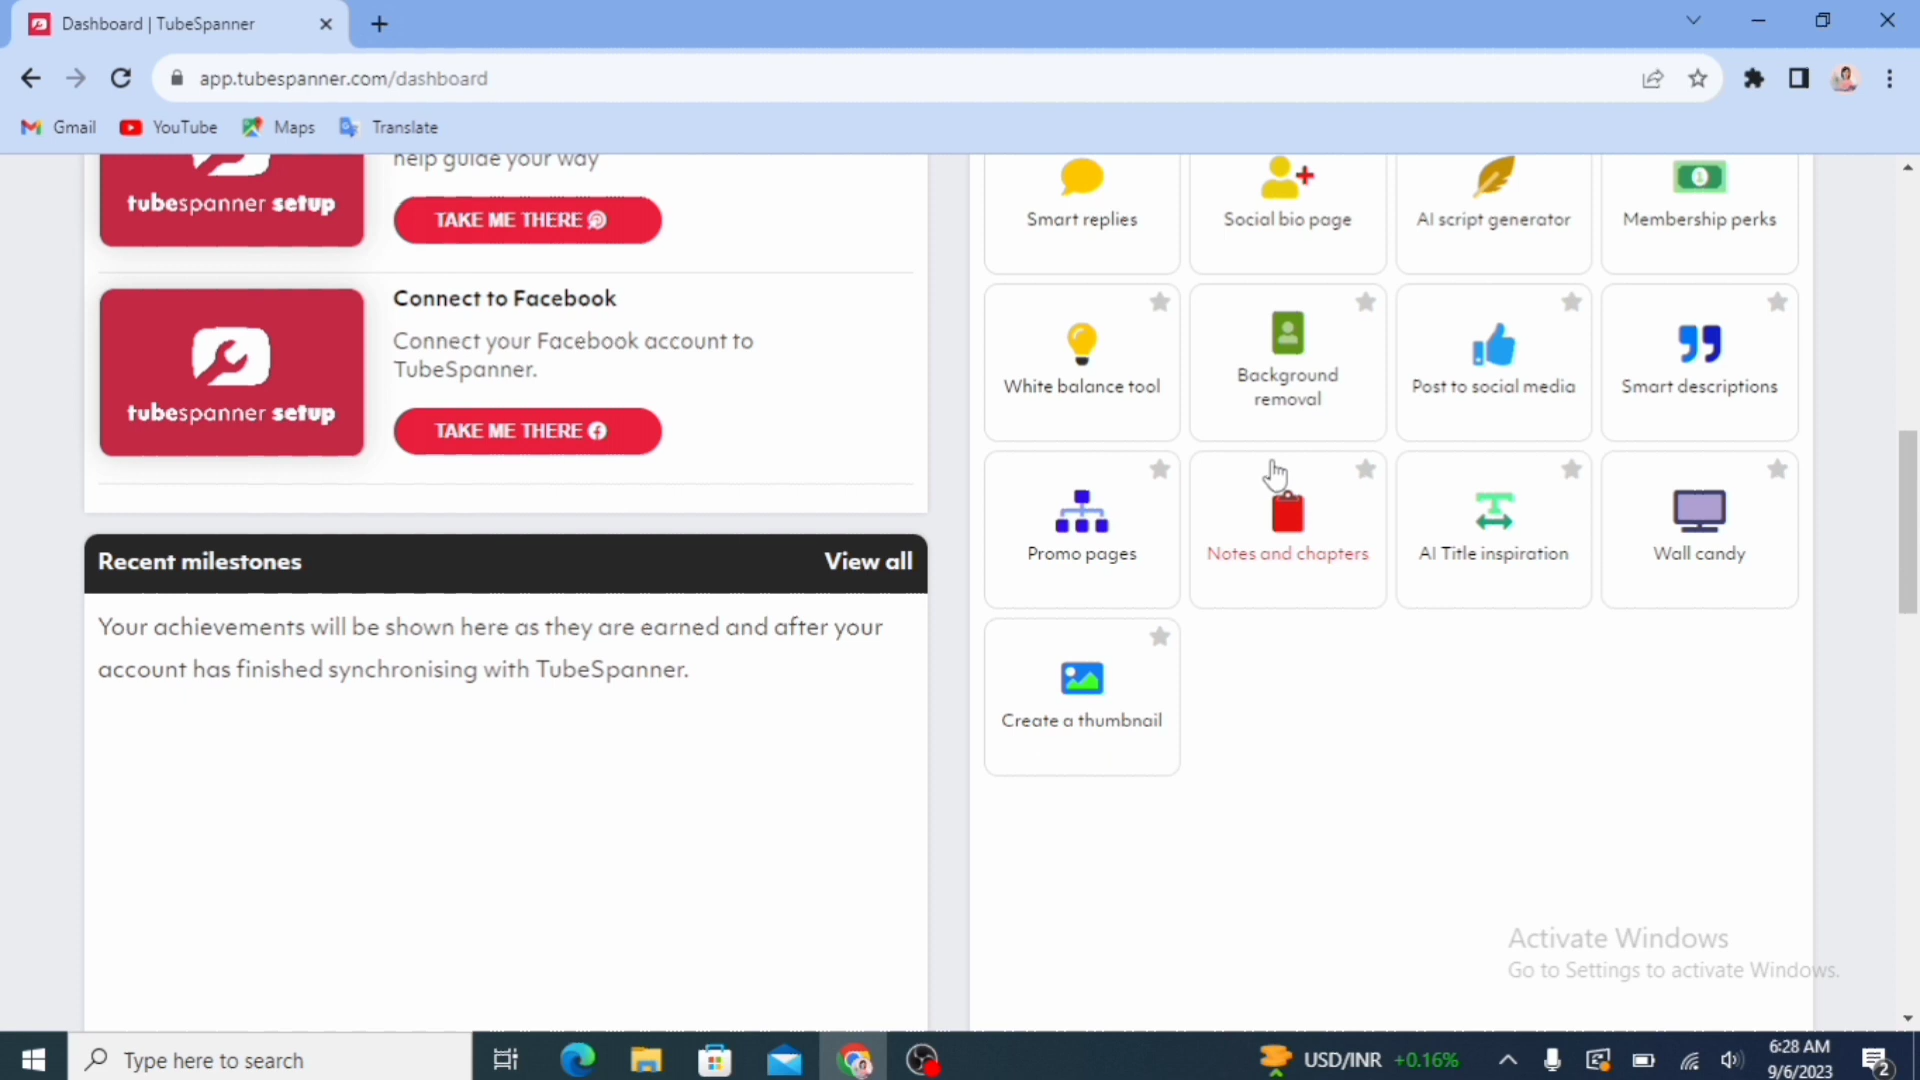 Dashboard | TubeSpanner
app.tubespanner.com/dashboard
Gmail
YouTube
Maps
Translate
help guide your way
tubespanner setup
TAKE ME THERE
Connect to Facebook
Connect your Facebook account to
TubeSpanner.
tubespanner setup
TAKE ME THERE
Recent milestones
View all
Your achievements will be shown here as they are earned and after your
account has finished synchronising with TubeSpanner.
Smart replies
Social bio page
AI script generator
Membership perks
White balance tool
Background
removal
Post to social media
Smart descriptions
Promo pages
Notes and chapters
AI Title inspiration
Wall candy
Create a thumbnail
Activate Windows
Go to Settings to activate Windows.
Type here to search
USD/INR +0.16%
6:28 AM
9/6/2023
2